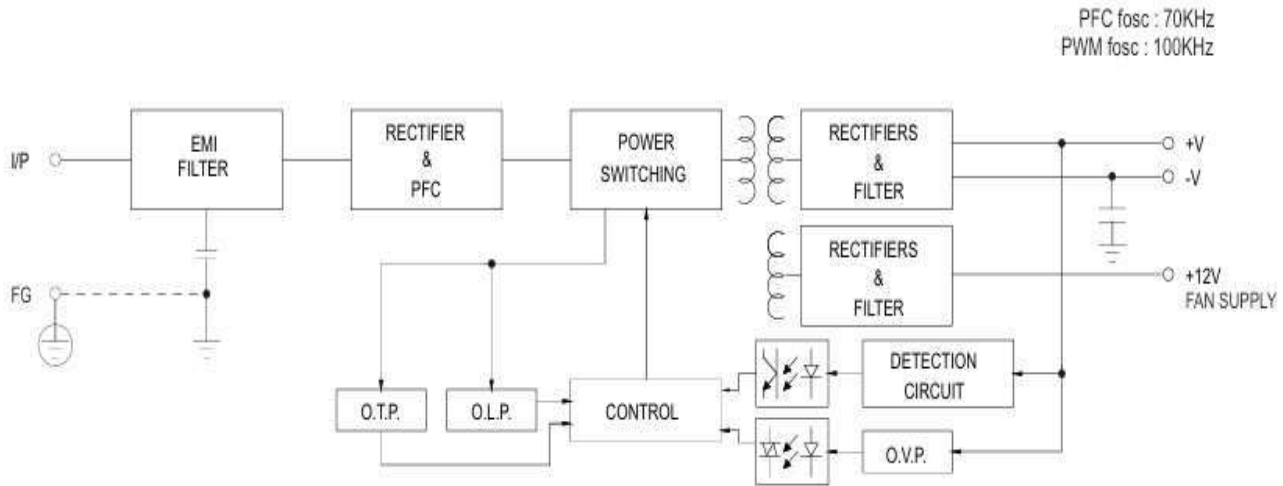 PFC fosc : 70KHz
PWM fosc : 100KHz
I/P
EMI
FILTER
RECTIFIER
&
PFC
POWER
SWITCHING
RECTIFIERS
&
FILTER
+V
-V
FG
RECTIFIERS
&
FILTER
+12V
FAN SUPPLY
O.T.P.
O.L.P.
CONTROL
DETECTION
CIRCUIT
O.V.P.